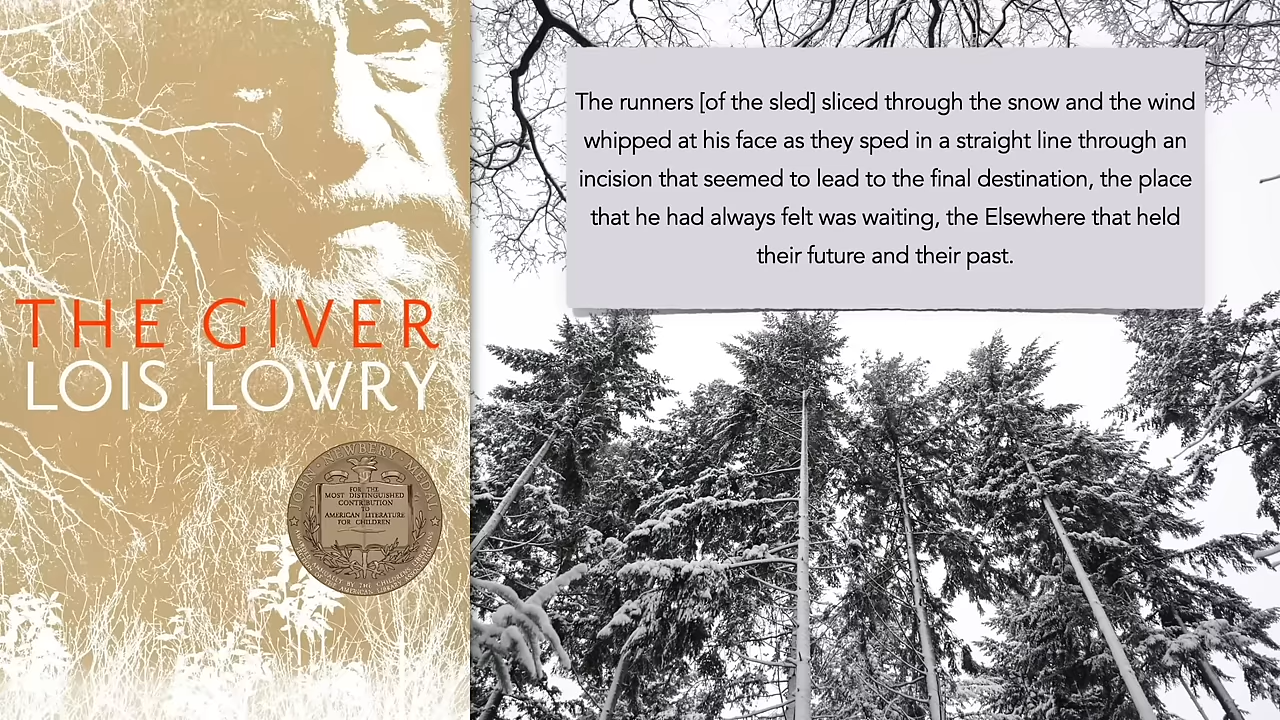 THE GIVER
LOIS LOWRY
JOHN NEWBERY MEDAL
FOR THE
MOST DISTINGUISHED
CONTRIBUTION
TO
AMERICAN LITERATURE
FOR CHILDREN
The runners [of the sled] sliced through the snow and the wind
whipped at his face as they sped in a straight line through an
incision that seemed to lead to the final destination, the place
that he had always felt was waiting, the Elsewhere that held
their future and their past.